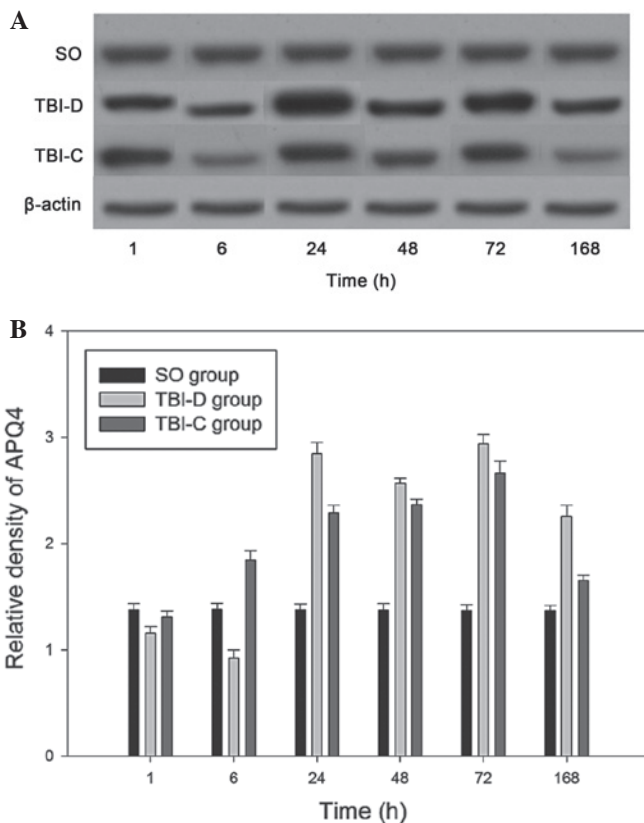 A
SO
TBI-D
TBI-C
β-actin
1 6 24 48 72 168
Time (h)
B
4
SO group
TBI-D group
TBI-C group
3
2
1
0
Relative density of APQ4
1 6 24 48 72 168
Time (h)